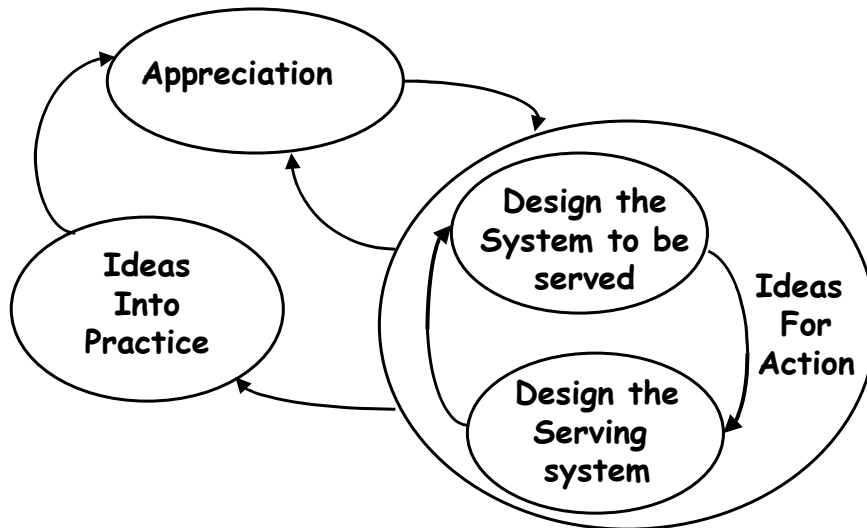 Appreciation
Design the
System to be
served
Ideas
For
Action
Ideas
Into
Practice
Design the
Serving
system